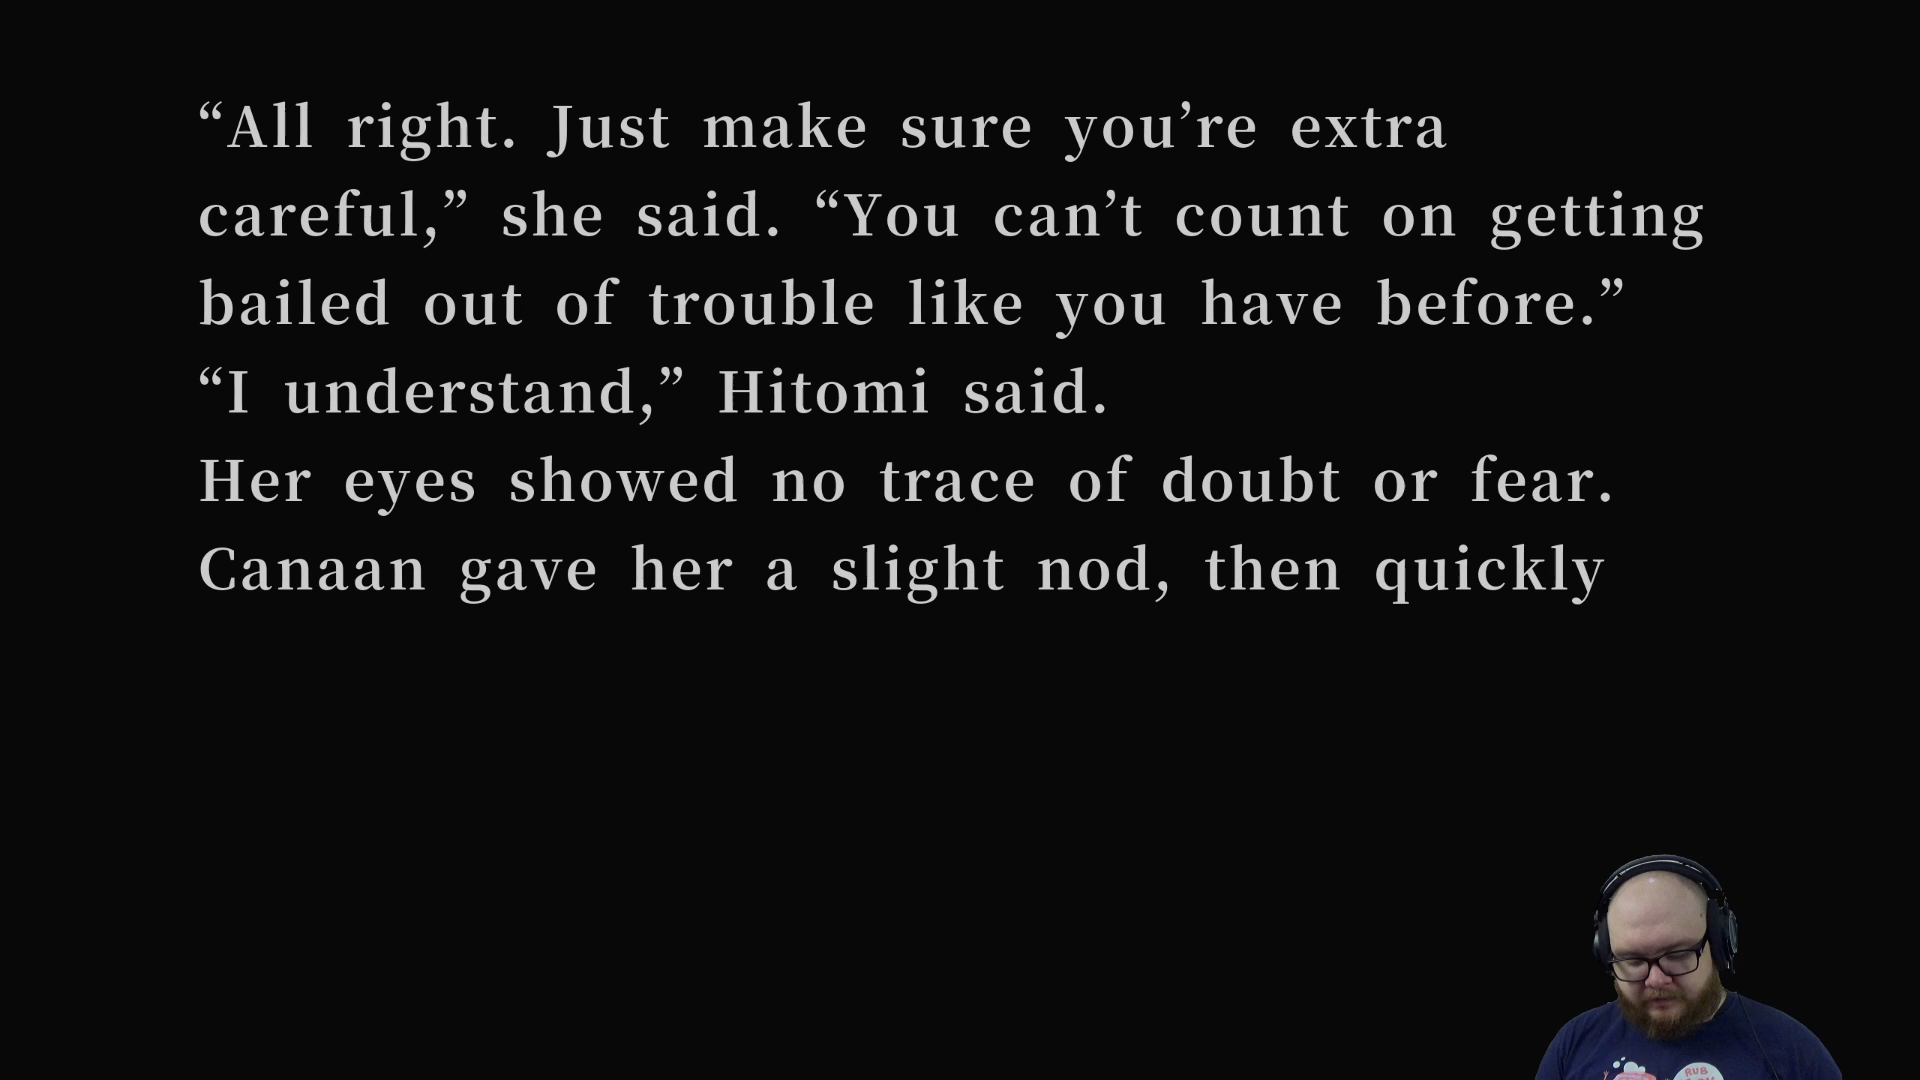 “All right. Just make sure you’re extra
careful,” she said. “You can’t count on getting
bailed out of trouble like you have before.”
“I understand,” Hitomi said.
Her eyes showed no trace of doubt or fear.
Canaan gave her a slight nod, then quickly
RUB